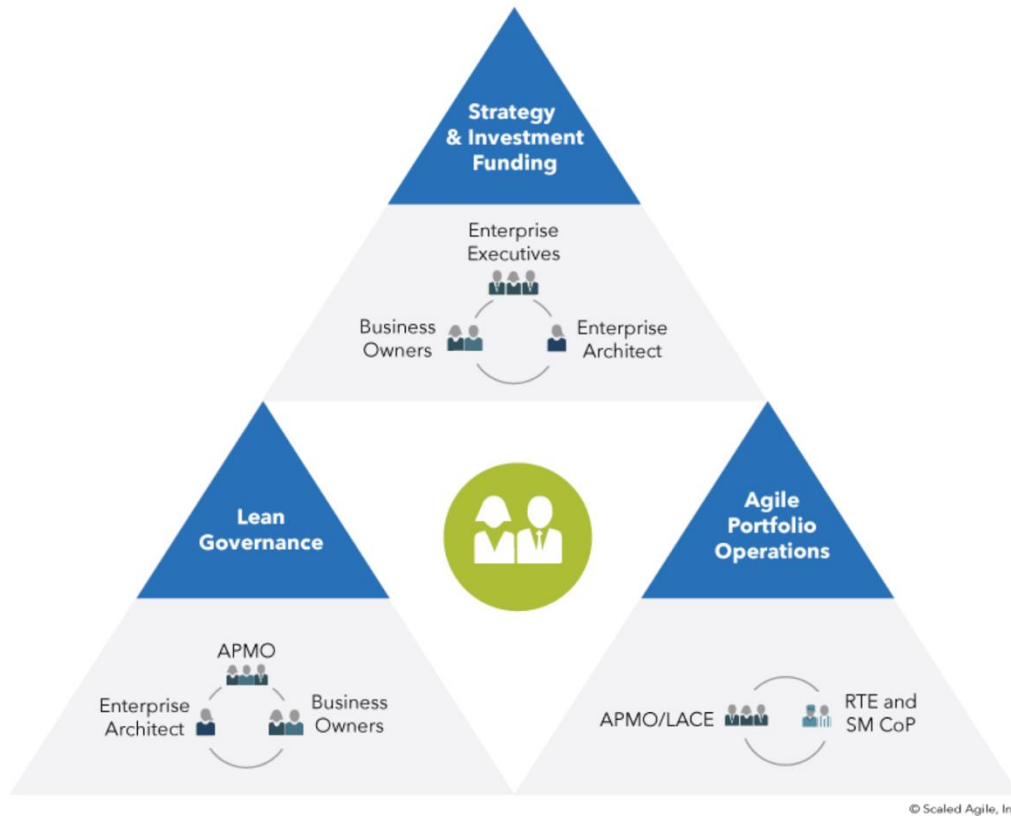 Strategy
& Investment
Funding
Enterprise
Executives
Business
Owners
Enterprise
Architect
Lean
Governance
Agile
Portfolio
Operations
APMO
Enterprise
Architect
Business
Owners
APMO/LACE
RTE and
SM CoP
© Scaled Agile, In